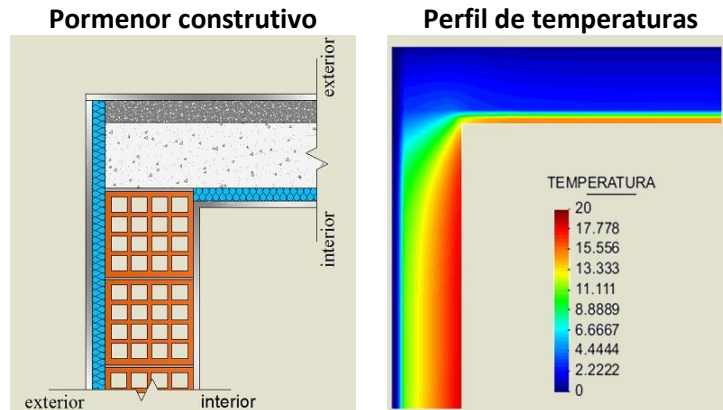 Pormenor construtivo
Perfil de temperaturas
exterior
interior
exterior
interior
TEMPERATURA
20
17.778
15.556
13.333
11.111
8.8889
6.6667
4.4444
2.2222
0